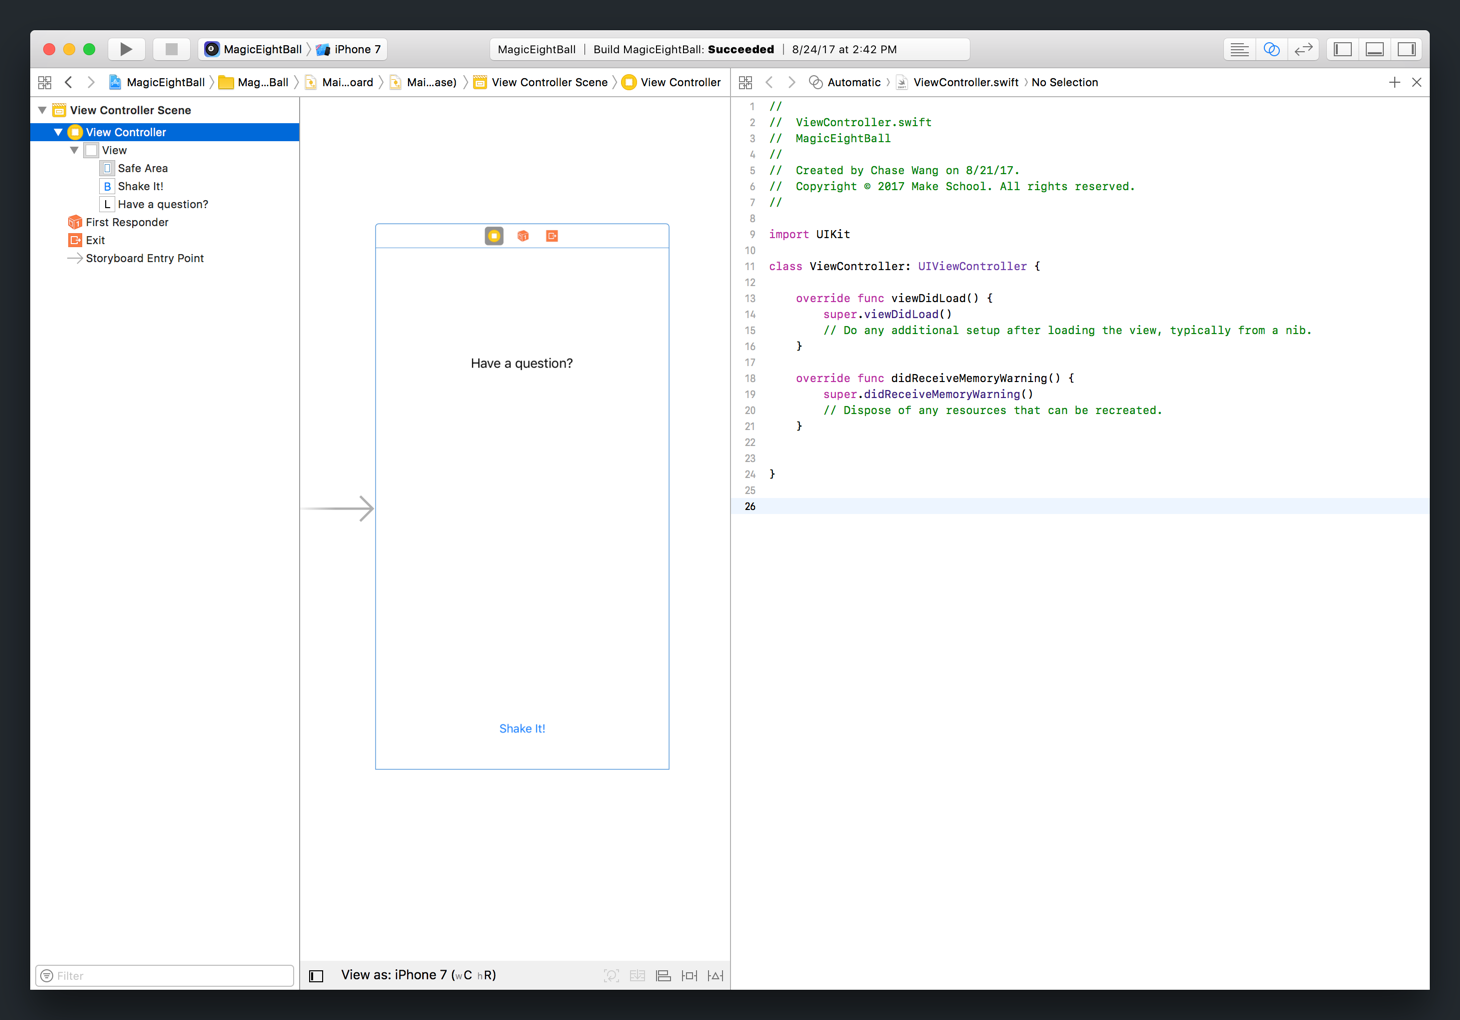 MagicEightBall iPhone 7
MagicEightBall | Build MagicEightBall: Succeeded | 8/24/17 at 2:42 PM
MagicEightBall Mag...Ball Mai...oard Mai...ase) View Controller Scene View Controller
Automatic ViewController.swift No Selection
View Controller Scene
View Controller
View
Safe Area
B Shake It!
L Have a question?
First Responder
Exit
Storyboard Entry Point
Filter
Have a question?
Shake It!
View as: iPhone 7 (wC hR)
1 //
2 //  ViewController.swift
3 //  MagicEightBall
4 //
5 //  Created by Chase Wang on 8/21/17.
6 //  Copyright © 2017 Make School. All rights reserved.
7 //
8
9 import UIKit
10
11 class ViewController: UIViewController {
12
13     override func viewDidLoad() {
14         super.viewDidLoad()
15         // Do any additional setup after loading the view, typically from a nib.
16     }
17
18     override func didReceiveMemoryWarning() {
19         super.didReceiveMemoryWarning()
20         // Dispose of any resources that can be recreated.
21     }
22
23
24 }
25
26